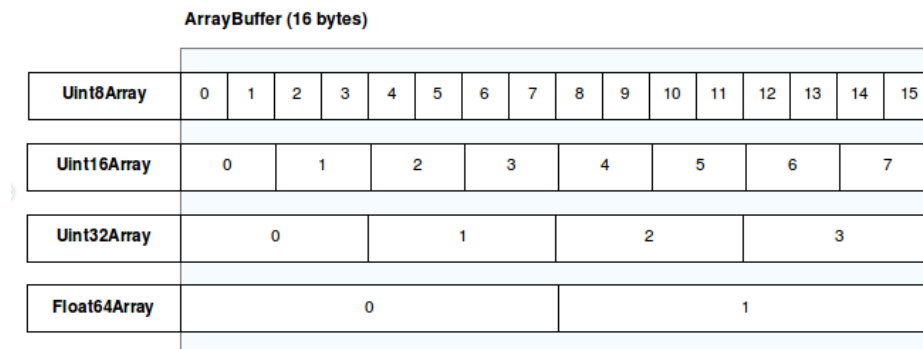 ArrayBuffer (16 bytes)
Uint8Array 0 1 2 3 4 5 6 7 8 9 10 11 12 13 14 15
Uint16Array 0 1 2 3 4 5 6 7
Uint32Array 0 1 2 3
Float64Array 0 1